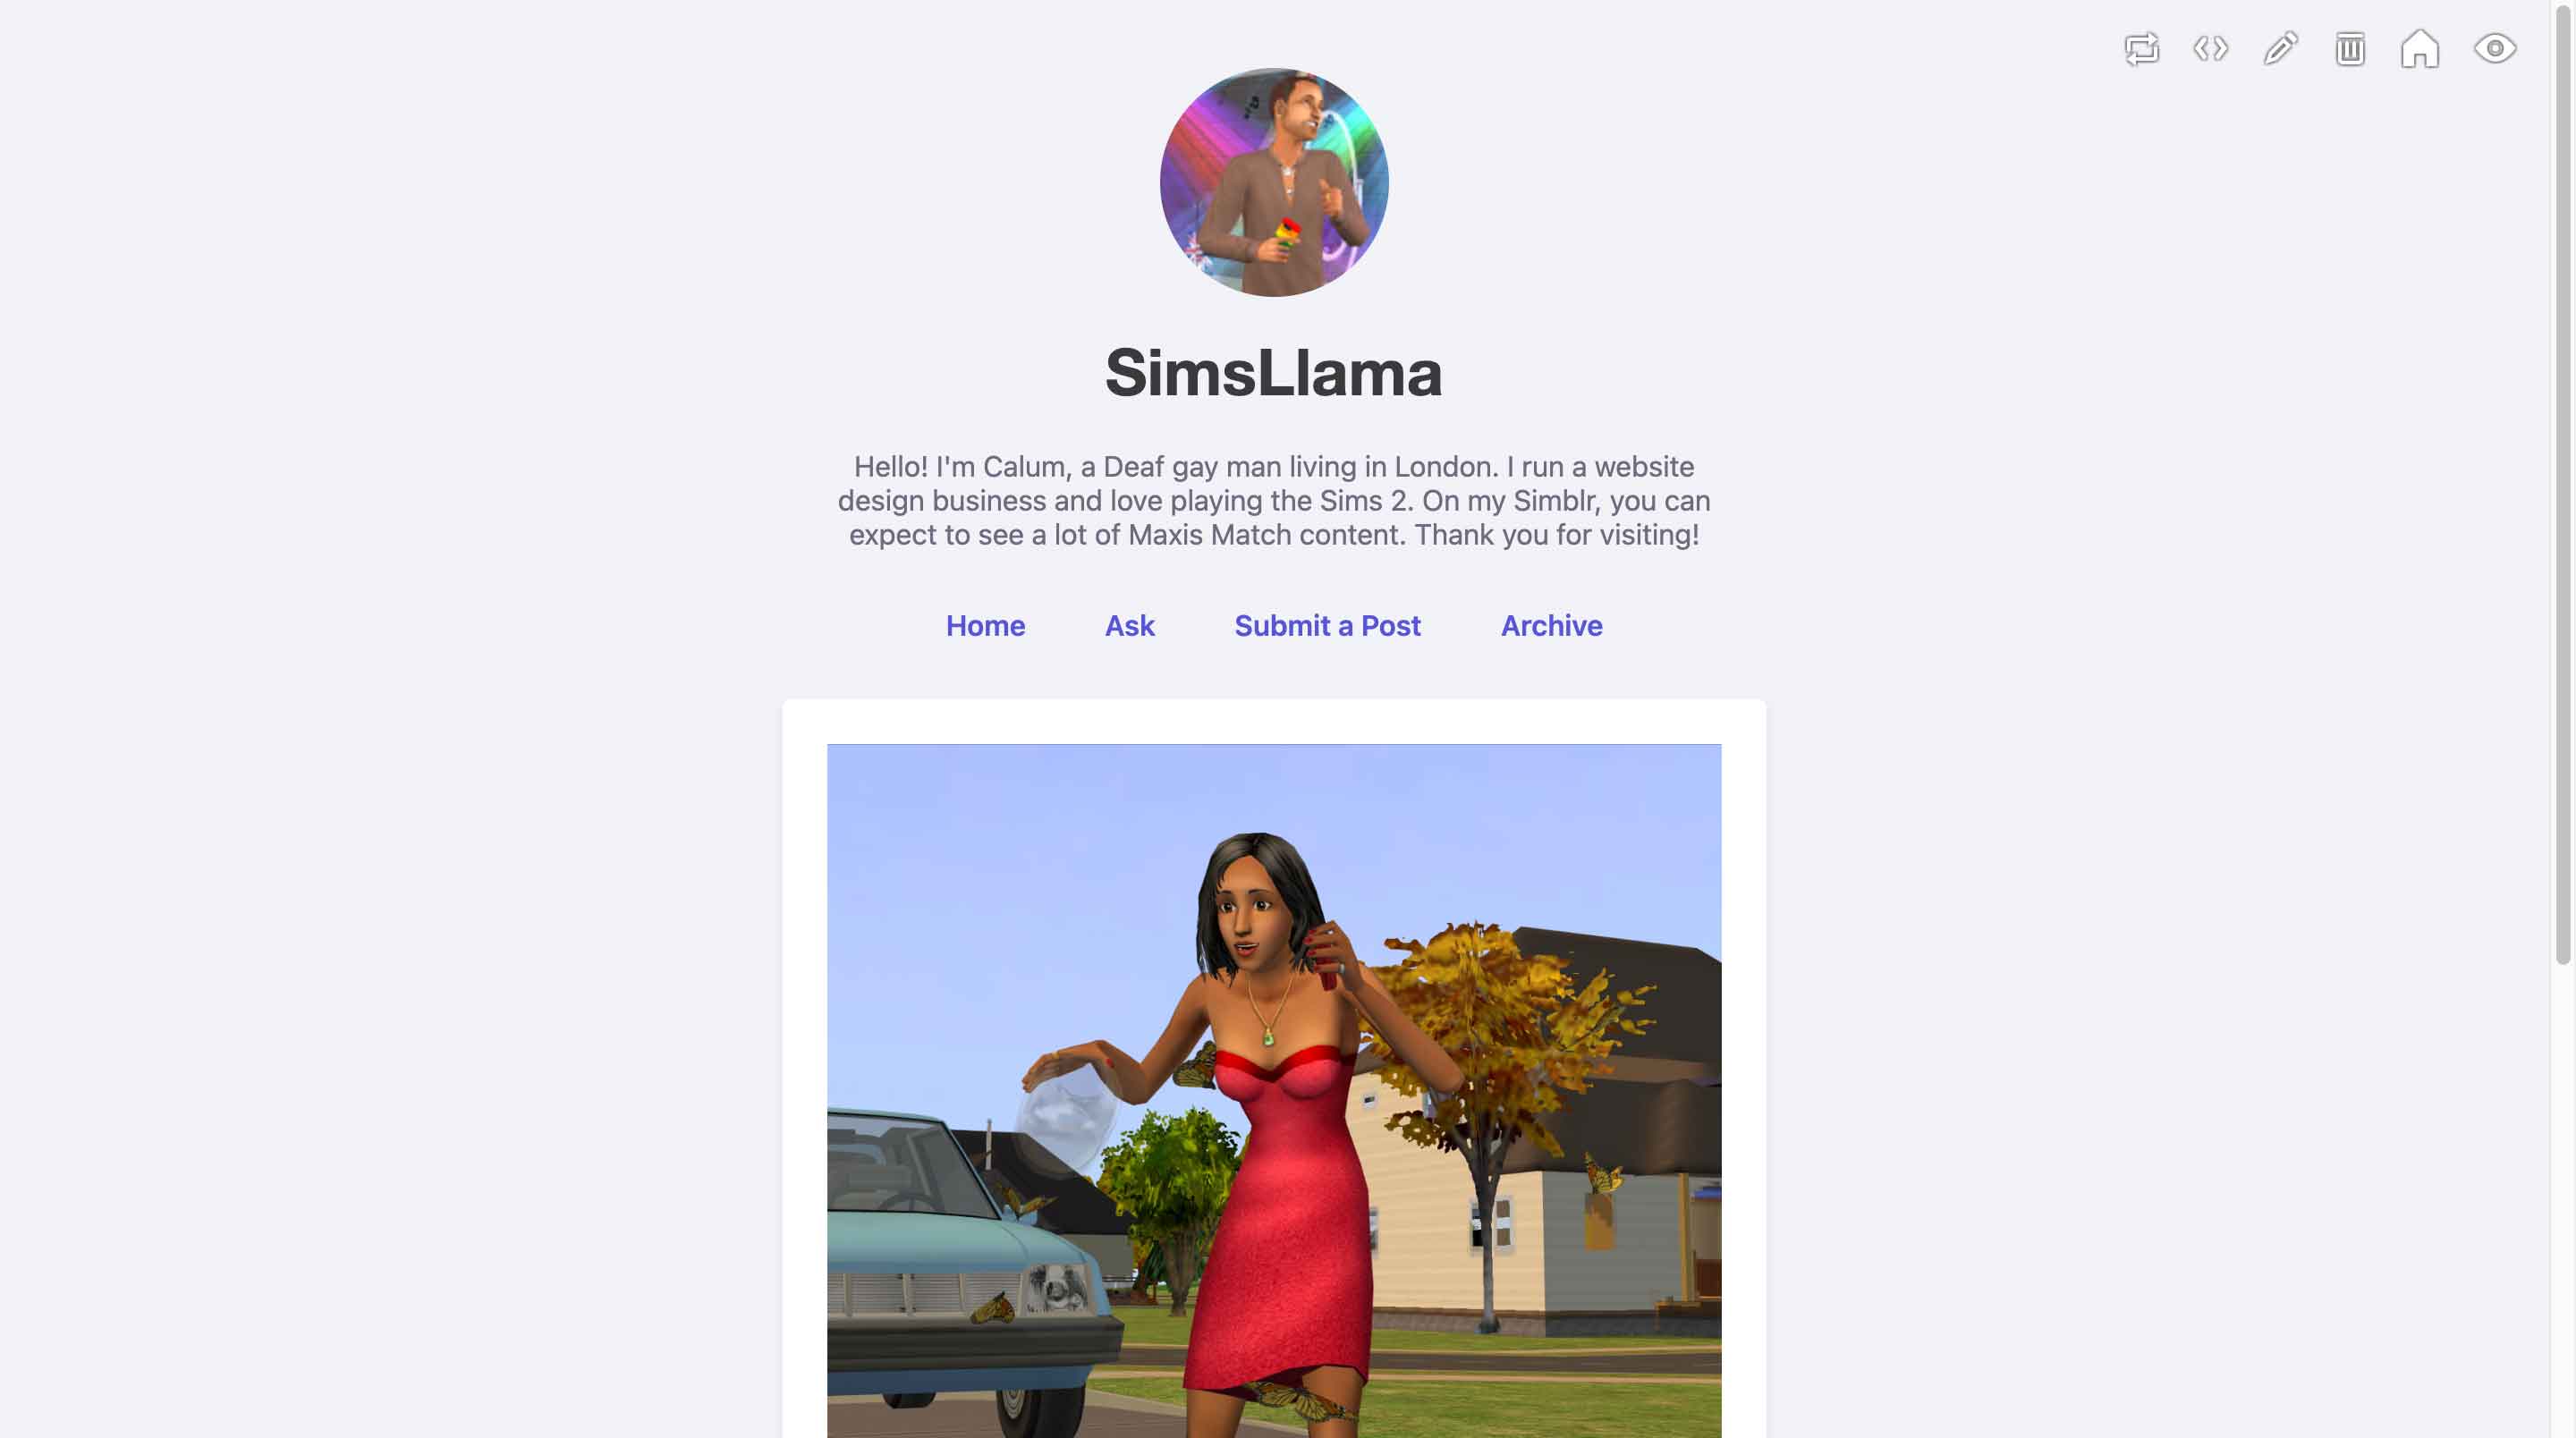 SimsLlama
Hello! I'm Calum, a Deaf gay man living in London. I run a website
design business and love playing the Sims 2. On my Simblr, you can
expect to see a lot of Maxis Match content. Thank you for visiting!
Home Ask Submit a Post Archive